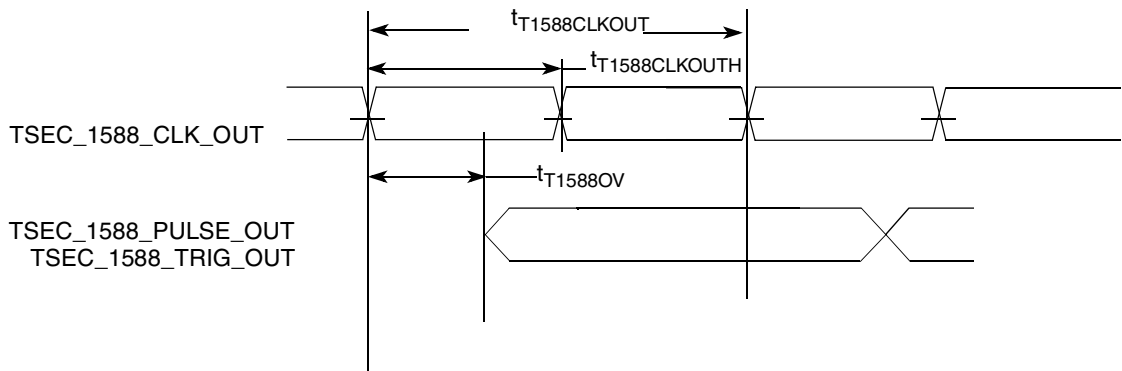 tT1588CLKOUT
tT1588CLKOUTH
TSEC_1588_CLK_OUT
tT1588OV
TSEC_1588_PULSE_OUT
TSEC_1588_TRIG_OUT